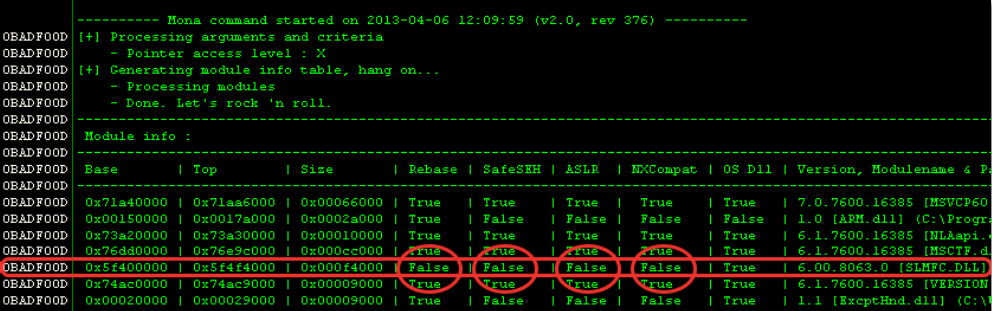 ---------- Mona command started on 2013-04-06 12:09:59 (v2.0, rev 376) ----------
0BADF00D [+] Processing arguments and criteria
0BADF00D - Pointer access level : X
0BADF00D [+] Generating module info table, hang on...
0BADF00D - Processing modules
0BADF00D - Done. Let's rock 'n roll.
0BADF00D ----------------------------------------------------------------
0BADF00D Module info :
0BADF00D ----------------------------------------------------------------
0BADF00D Base | Top | Size | Rebase | SafeSEH | ASLR | NXCompat | OS Dll | Version, Modulename & Pa
0BADF00D ----------------------------------------------------------------
0BADF00D 0x71a40000 | 0x71aa6000 | 0x00066000 | True | True | True | True | True | 7.0.7600.16385 [MSVCP60
0BADF00D 0x00150000 | 0x0017a000 | 0x0002a000 | True | False | False | False | False | 1.0 [ARM.dll] (C:\Progra
0BADF00D 0x73a20000 | 0x73a30000 | 0x00010000 | True | True | True | True | True | 6.1.7600.16385 [NLAapi.
0BADF00D 0x76dd0000 | 0x76e9c000 | 0x000cc000 | True | True | True | True | True | 6.1.7600.16385 [MSCTF.d
0BADF00D 0x5f400000 | 0x5f4f4000 | 0x000f4000 | False | False | False | False | True | 6.00.8063.0 [SLMFC.DLL]
0BADF00D 0x74ac0000 | 0x74ac9000 | 0x00009000 | True | True | True | True | True | 6.1.7600.16385 [VERSION
0BADF00D 0x00020000 | 0x00029000 | 0x00009000 | True | False | False | False | True | 1.1 [ExcptHnd.dll] (C:\